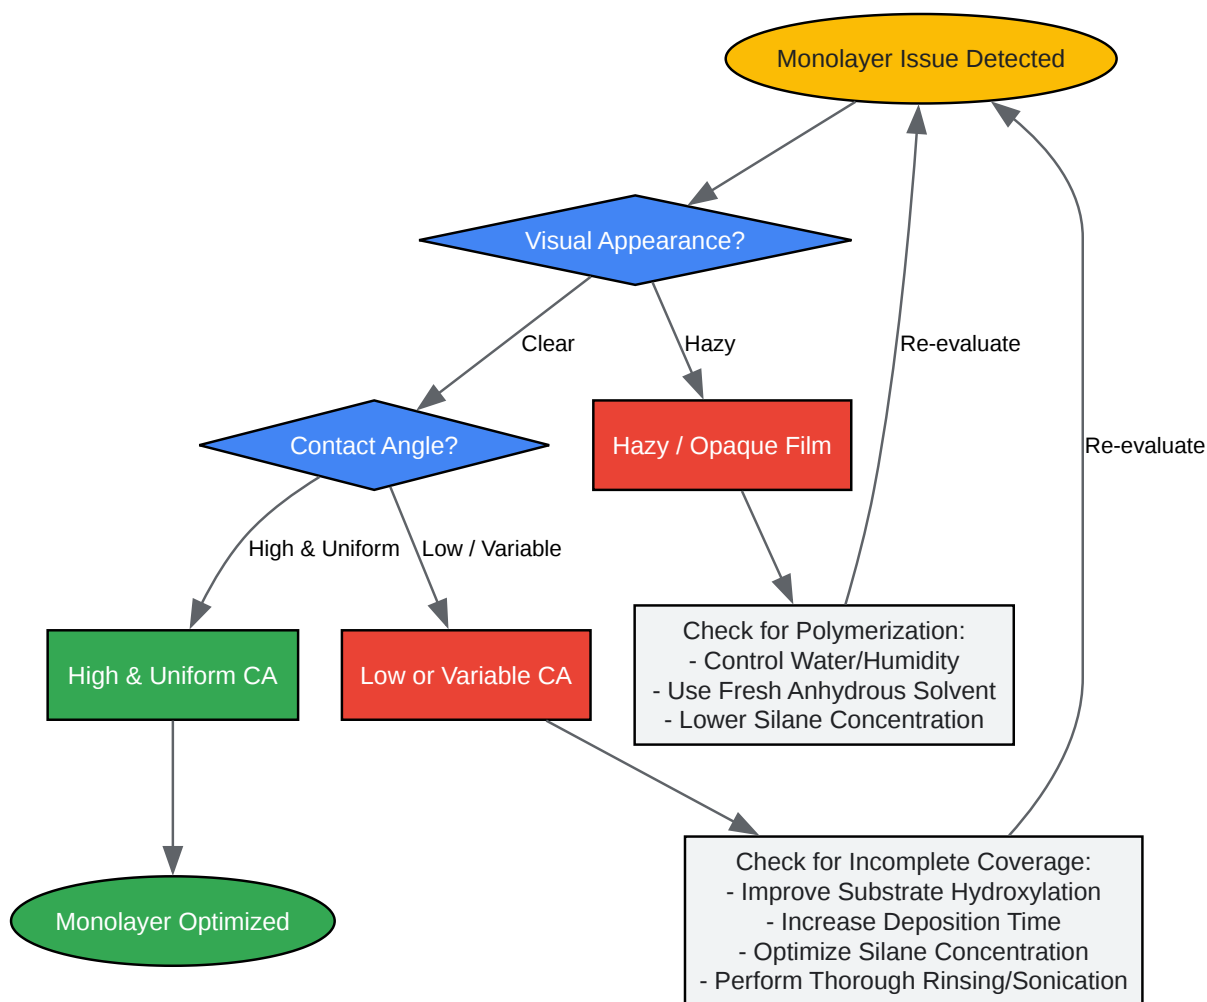 Monolayer Issue Detected
Visual Appearance?
Clear
Hazy
Re-evaluate
Contact Angle?
Hazy / Opaque Film
Re-evaluate
High & Uniform
Low / Variable
High & Uniform CA
Low or Variable CA
Check for Polymerization:
- Control Water/Humidity
- Use Fresh Anhydrous Solvent
- Lower Silane Concentration
Monolayer Optimized
Check for Incomplete Coverage:
- Improve Substrate Hydroxylation
- Increase Deposition Time
- Optimize Silane Concentration
- Perform Thorough Rinsing/Sonication